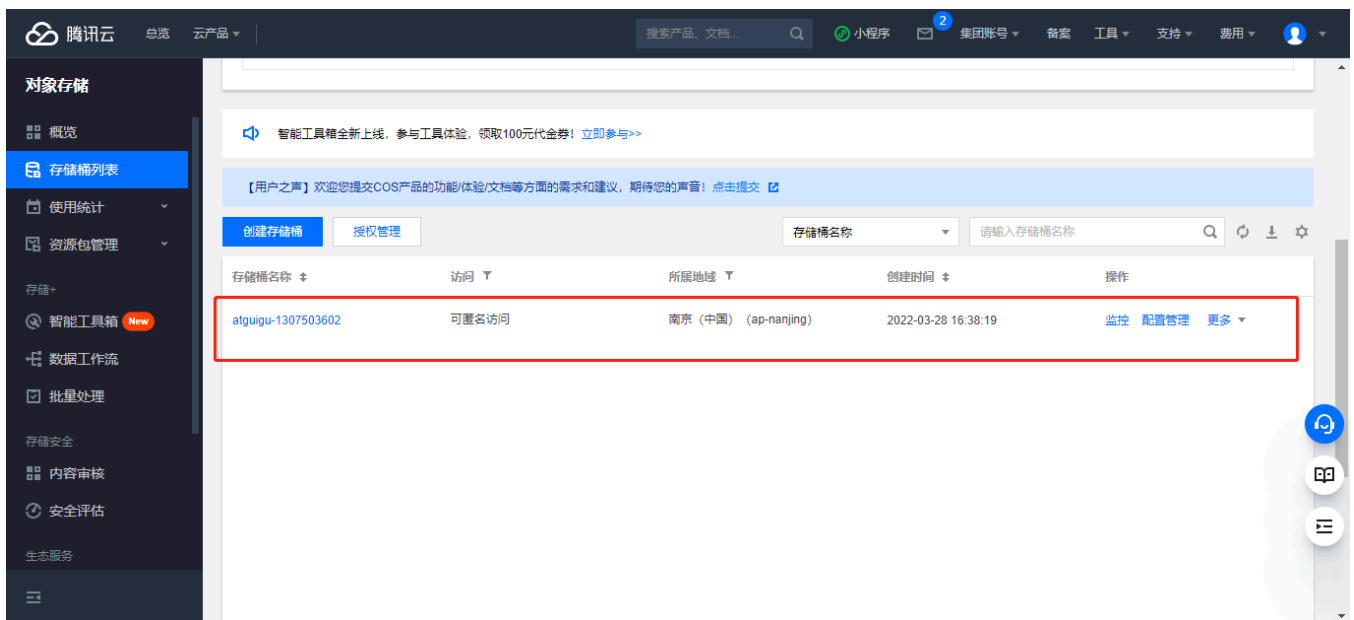 腾讯云 总览 云产品 搜索产品、文档... 小程序 2 集团账号 备案 工具 支持 费用
对象存储
概览
存储桶列表
使用统计
资源包管理
存储+
智能工具箱 New
数据工作流
批量处理
存储安全
内容审核
安全评估
生态服务
智能工具箱全新上线，参与工具体验，领取100元代金券！立即参与>>
【用户之声】欢迎您提交COS产品的功能/体验/文档等方面的需求和建议，期待您的声音！点击提交
创建存储桶 授权管理 存储桶名称 请输入存储桶名称
存储桶名称 访问 所属地域 创建时间 操作
atguigu-1307503602 可匿名访问 南京（中国）（ap-nanjing） 2022-03-28 16:38:19 监控 配置管理 更多